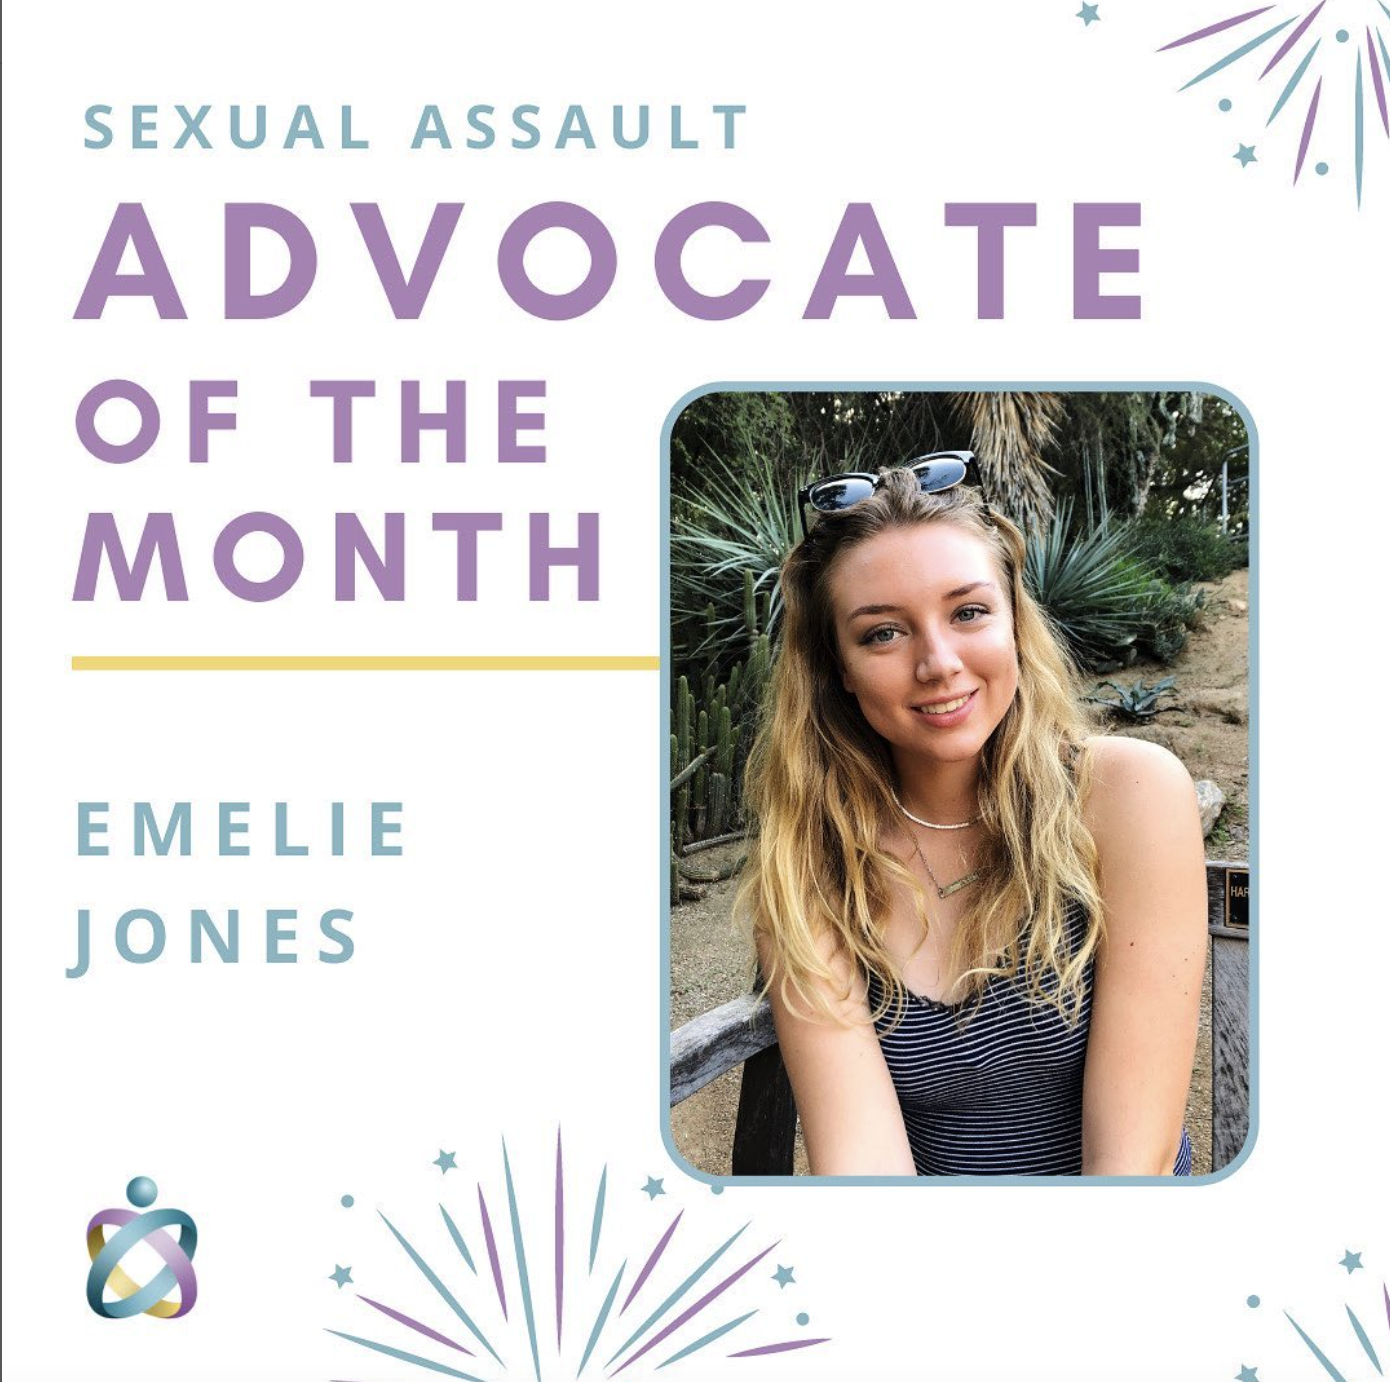 SEXUAL ASSAULT
ADVOCATE
OF THE
MONTH
EMELIE
JONES